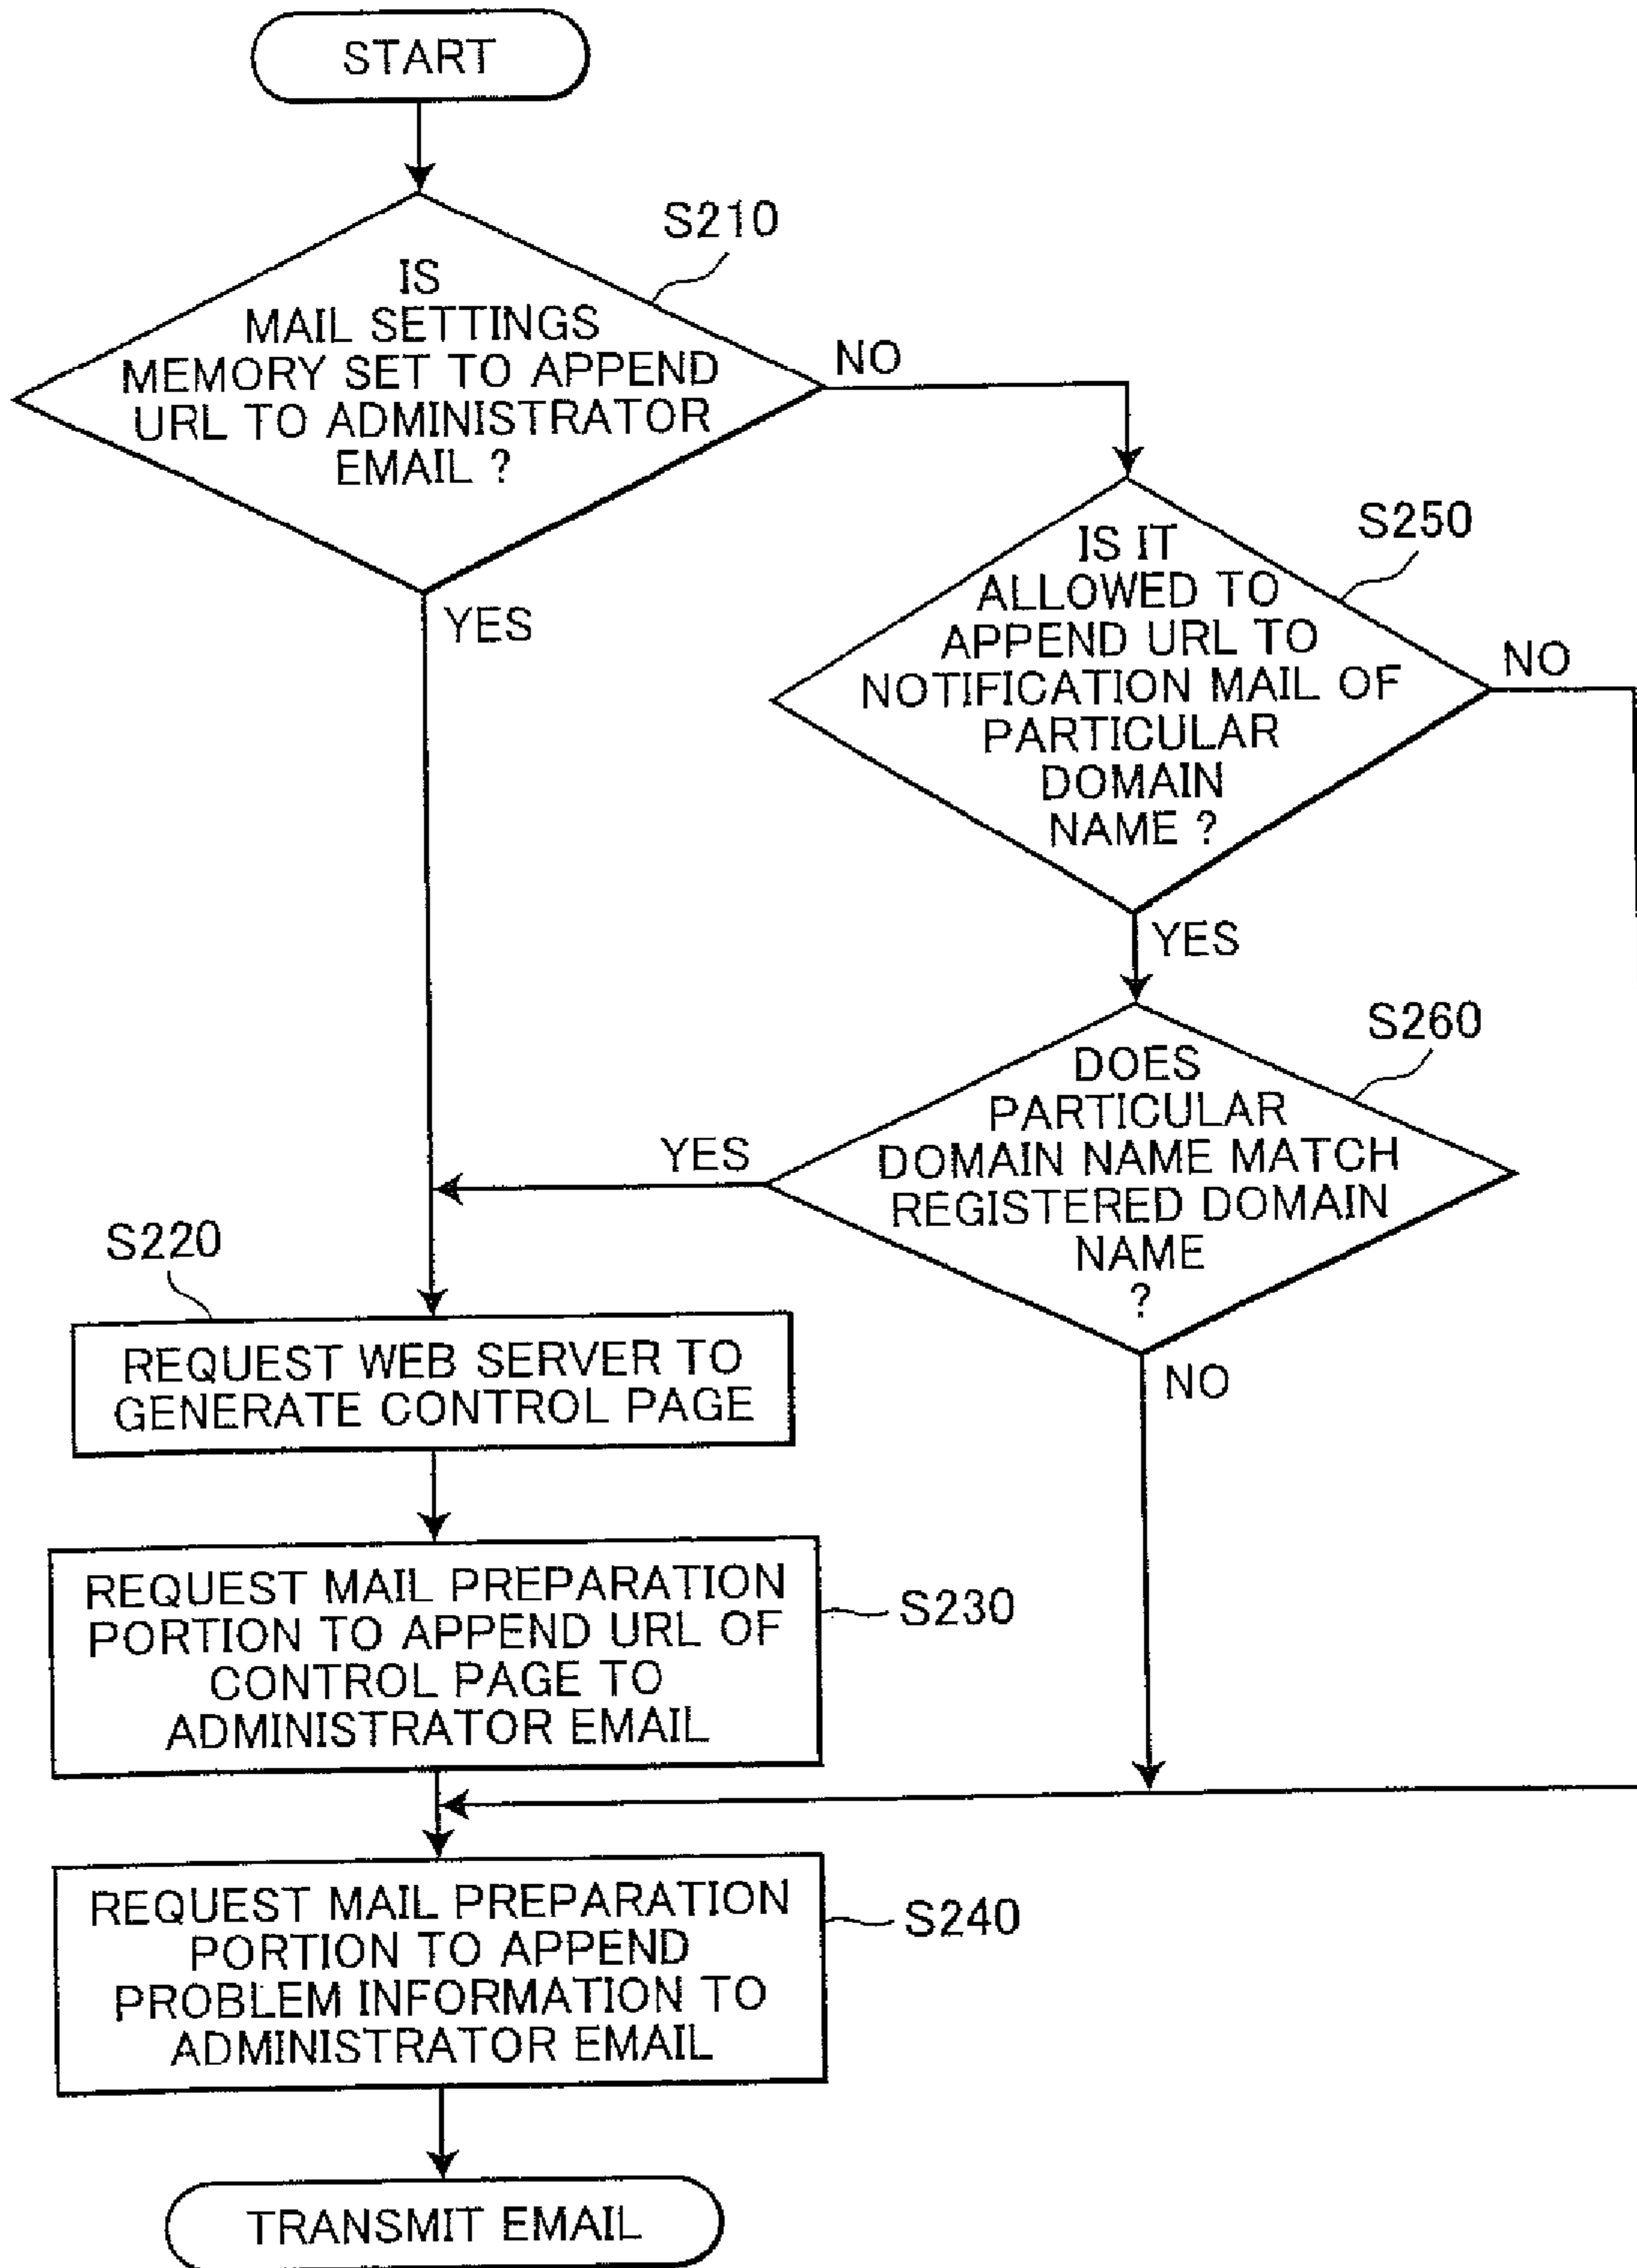 START
S210
IS
MAIL SETTINGS
MEMORY SET TO APPEND
URL TO ADMINISTRATOR
EMAIL ?
NO
YES
S250
IS IT
ALLOWED TO
APPEND URL TO
NOTIFICATION MAIL OF
PARTICULAR
DOMAIN
NAME ?
NO
YES
S260
DOES
PARTICULAR
DOMAIN NAME MATCH
REGISTERED DOMAIN
NAME
?
YES
NO
S220
REQUEST WEB SERVER TO
GENERATE CONTROL PAGE
REQUEST MAIL PREPARATION
PORTION TO APPEND URL OF
CONTROL PAGE TO
ADMINISTRATOR EMAIL
S230
REQUEST MAIL PREPARATION
PORTION TO APPEND
PROBLEM INFORMATION TO
ADMINISTRATOR EMAIL
S240
TRANSMIT EMAIL